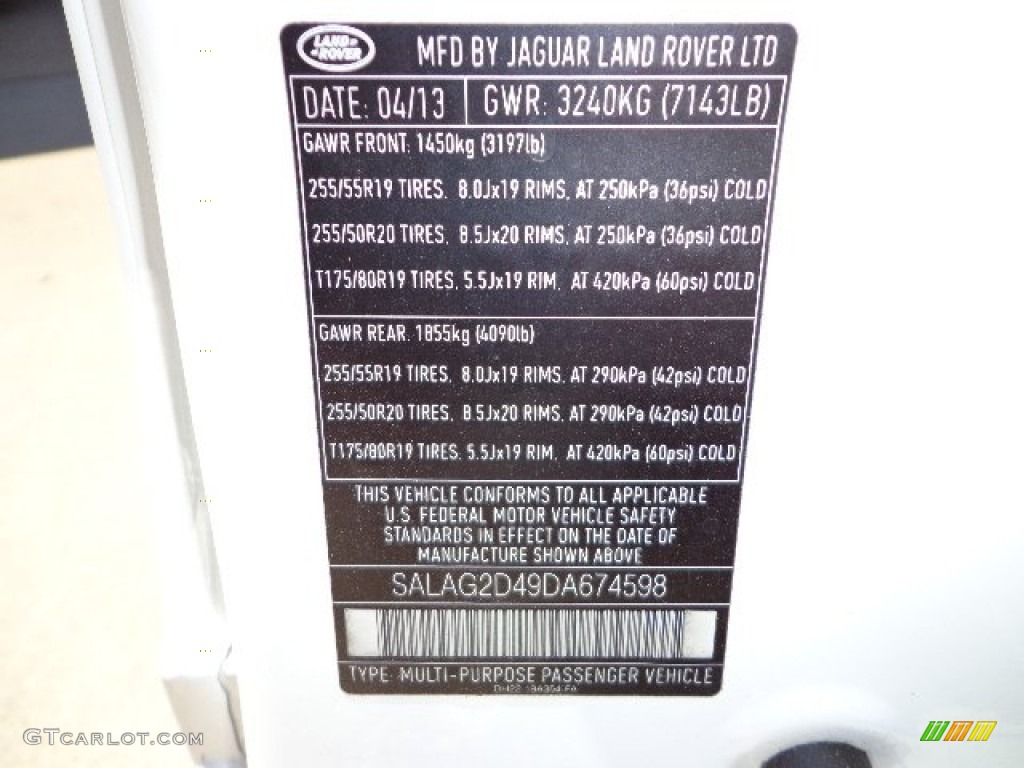 LAND ROVER
MFD BY JAGUAR LAND ROVER LTD
DATE: 04/13 GWR: 3240KG (7143LB)
GAWR FRONT. 1450kg (3197lb)
255/55R19 TIRES. 8.0Jx19 RIMS. AT 250kPa (36psi) COLD
255/50R20 TIRES. 8.5Jx20 RIMS. AT 250kPa (36psi) COLD
T175/80R19 TIRES. 5.5Jx19 RIM. AT 420kPa (60psi) COLD
GAWR REAR. 1855kg (4090lb)
255/55R19 TIRES. 8.0Jx19 RIMS. AT 290kPa (42psi) COLD
255/50R20 TIRES. 8.5Jx20 RIMS. AT 290kPa (42psi) COLD
T175/80R19 TIRES. 5.5Jx19 RIM. AT 420kPa (60psi) COLD
THIS VEHICLE CONFORMS TO ALL APPLICABLE
U.S. FEDERAL MOTOR VEHICLE SAFETY
STANDARDS IN EFFECT ON THE DATE OF
MANUFACTURE SHOWN ABOVE
SALAG2D49DA674598
TYPE: MULTI-PURPOSE PASSENGER VEHICLE
GTCARLOT.COM